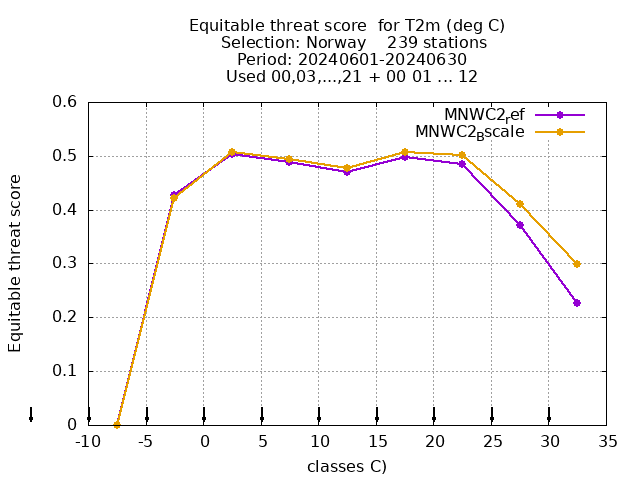 Equitable threat score  for T2m (deg C)
Selection: Norway    239 stations
Period: 20240601-20240630
Used 00,03,...,21 + 00 01 ... 12
MNWC2_ref
MNWC2_Bscale
Equitable threat score
0.6
0.5
0.4
0.3
0.2
0.1
0
-10 -5 0 5 10 15 20 25 30 35
classes C)